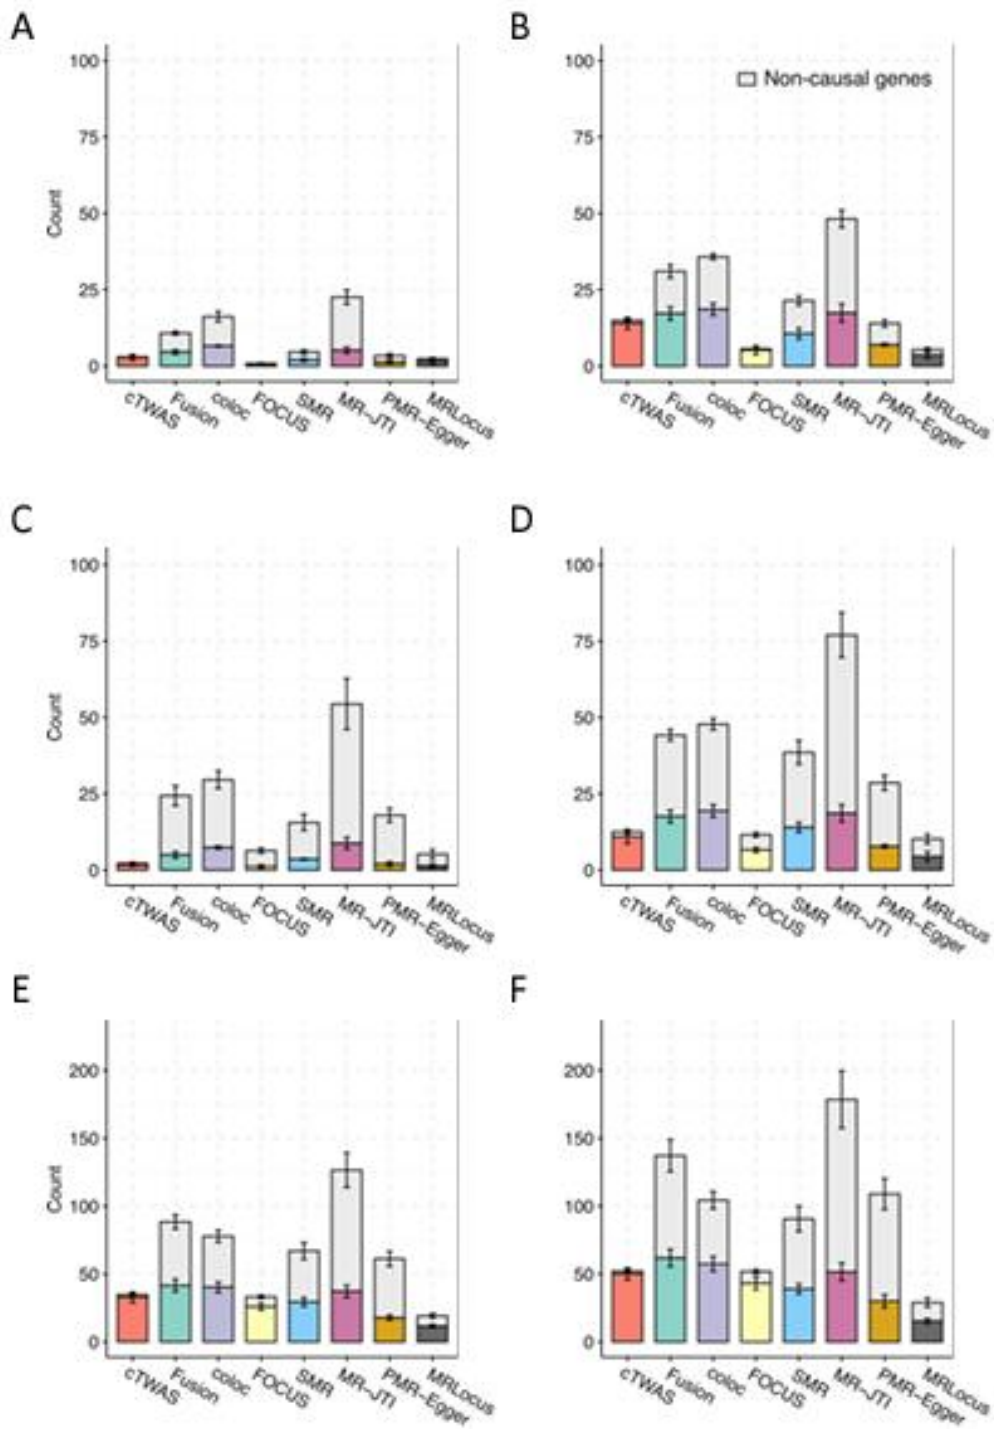 A
B
100
75
50
25
0
Count
cTWAS
Fusion
coloc
FOCUS
SMR
MR-JTI
PMR-Egger
MRLocus
100
75
50
25
0
Non-causal genes
cTWAS
Fusion
coloc
FOCUS
SMR
MR-JTI
PMR-Egger
MRLocus
C
D
100
75
50
25
0
Count
cTWAS
Fusion
coloc
FOCUS
SMR
MR-JTI
PMR-Egger
MRLocus
100
75
50
25
0
cTWAS
Fusion
coloc
FOCUS
SMR
MR-JTI
PMR-Egger
MRLocus
E
F
200
150
100
50
0
Count
cTWAS
Fusion
coloc
FOCUS
SMR
MR-JTI
PMR-Egger
MRLocus
200
150
100
50
0
cTWAS
Fusion
coloc
FOCUS
SMR
MR-JTI
PMR-Egger
MRLocus